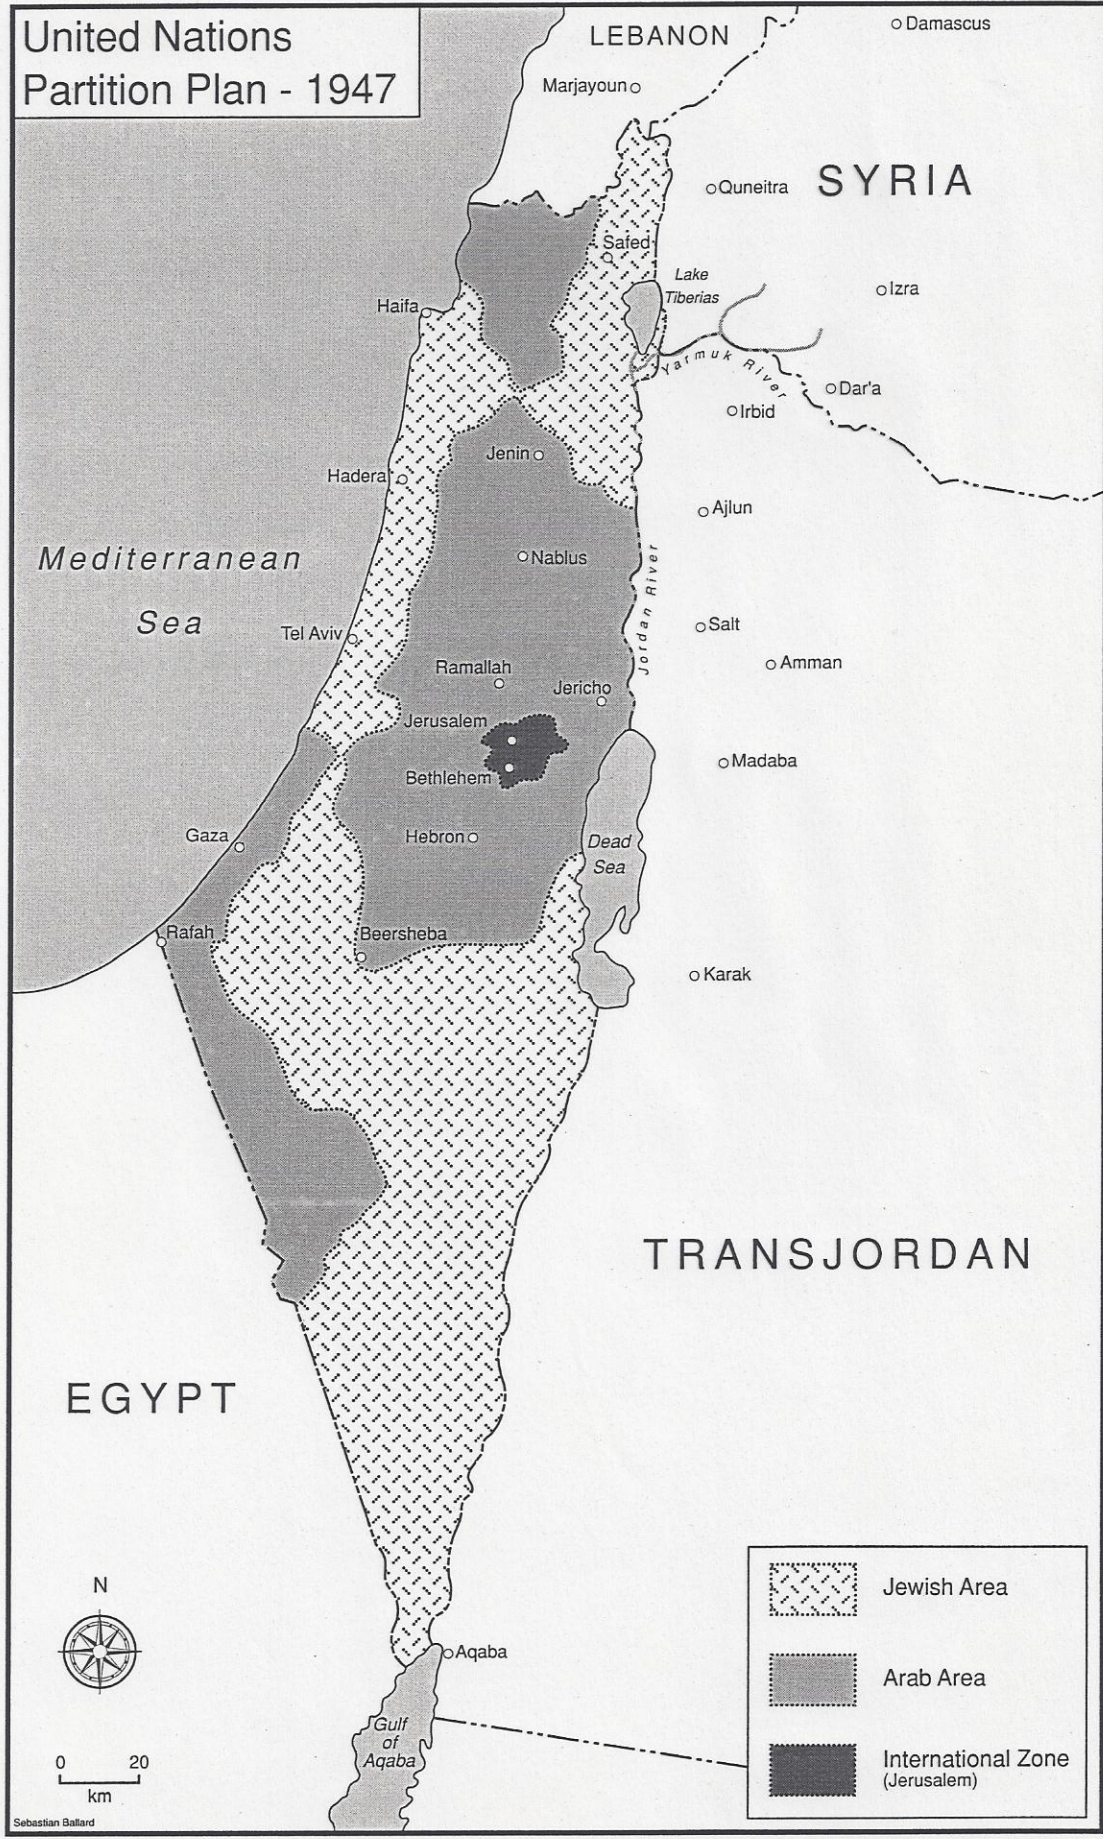 United Nations
Partition Plan - 1947
LEBANON
Damascus
Marjayoun
SYRIA
Quneitra
Safed
Lake
Tiberias
Izra
Haifa
Yarmuk River
Dar'a
Irbid
Jenin
Hadera
Ajlun
Mediterranean
Sea
Nablus
Jordan River
Salt
Tel Aviv
Amman
Ramallah
Jericho
Jerusalem
Madaba
Bethlehem
Gaza
Hebron
Dead
Sea
Rafah
Beersheba
Karak
TRANSJORDAN
EGYPT
N
Jewish Area
Aqaba
Arab Area
Gulf
of
Aqaba
International Zone
(Jerusalem)
0 20
km
Sebastian Ballard